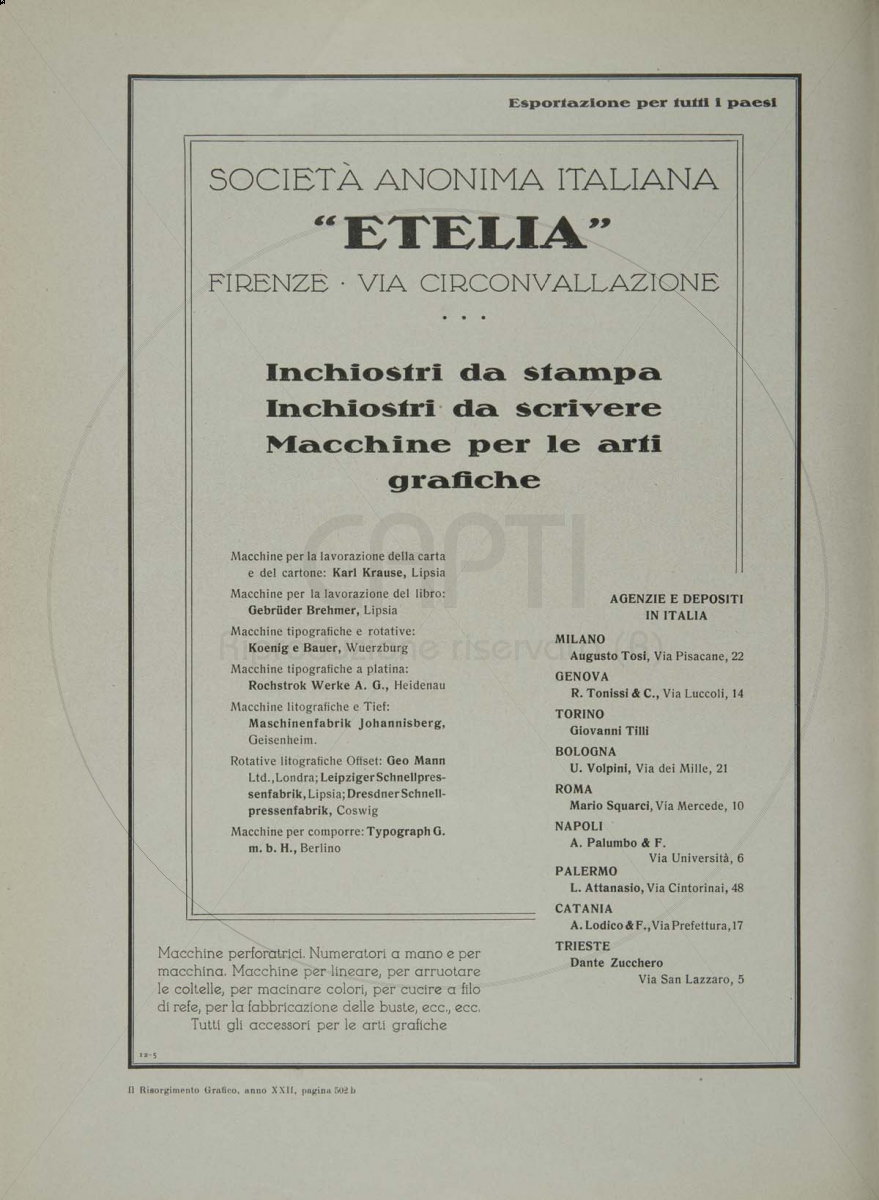 Esportazione per tutti i paesi
SOCIETÀ ANONIMA ITALIANA
“ETELIA”
FIRENZE · VIA CIRCONVALLAZIONE
• • •
Inchiostri da stampa
Inchiostri da scrivere
Macchine per le arti
grafiche
Macchine per la lavorazione della carta
e del cartone: Karl Krause, Lipsia
Macchine per la lavorazione del libro:
Gebrüder Brehmer, Lipsia
Macchine tipografiche e rotative:
Koenig e Bauer, Wuerzburg
Macchine tipografiche a platina:
Rochstrok Werke A. G., Heidenau
Macchine litografiche e Tief:
Maschinenfabrik Johannisberg,
Geisenheim.
Rotative litografiche Offset: Geo Mann
Ltd., Londra; Leipziger Schnellpres-
senfabrik, Lipsia; Dresdner Schnell-
pressenfabrik, Coswig
Macchine per comporre: Typograph G.
m. b. H., Berlino
Macchine perforatrici. Numeratori a mano e per
macchina. Macchine per lineare, per arruotare
le coltelle, per macinare colori, per cucire a filo
di refe, per la fabbricazione delle buste, ecc., ecc.
Tutti gli accessori per le arti grafiche
AGENZIE E DEPOSITI
IN ITALIA
MILANO
Augusto Tosi, Via Pisacane, 22
GENOVA
R. Tonissi & C., Via Luccoli, 14
TORINO
Giovanni Tilli
BOLOGNA
U. Volpini, Via dei Mille, 21
ROMA
Mario Squarci, Via Mercede, 10
NAPOLI
A. Palumbo & F.
Via Università, 6
PALERMO
L. Attanasio, Via Cintorinai, 48
CATANIA
A. Lodico & F., Via Prefettura, 17
TRIESTE
Dante Zucchero
Via San Lazzaro, 5
12-5
Il Risorgimento Grafico, anno XXII, pagina 502 b
CAPTI
Riproduzione riservata (R)